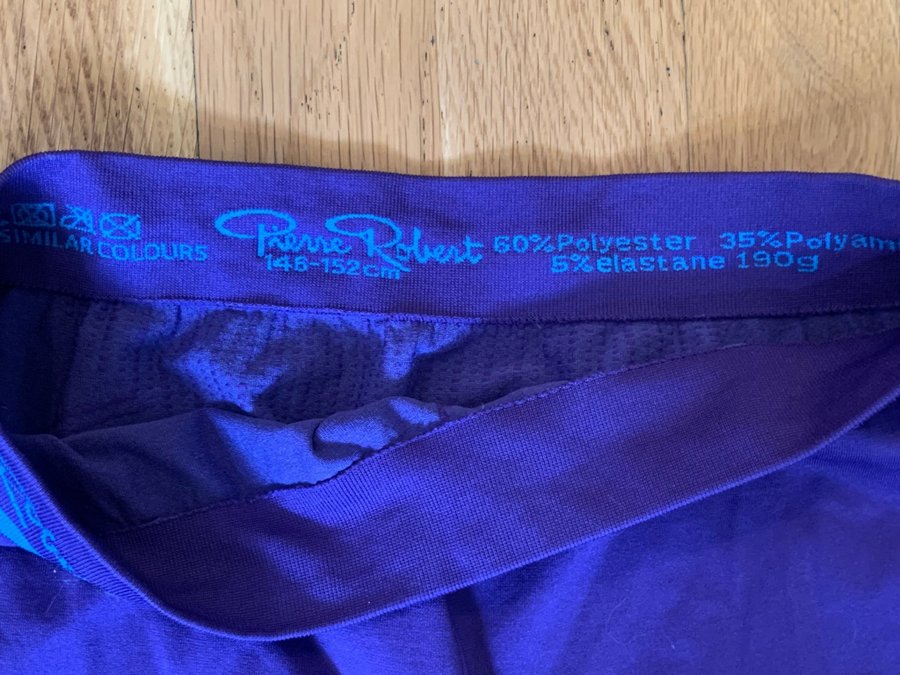 SIMILAR COLOURS
Pierre Robert
146-152cm
60%Polyester 35%Polyam
5%elastane 190g